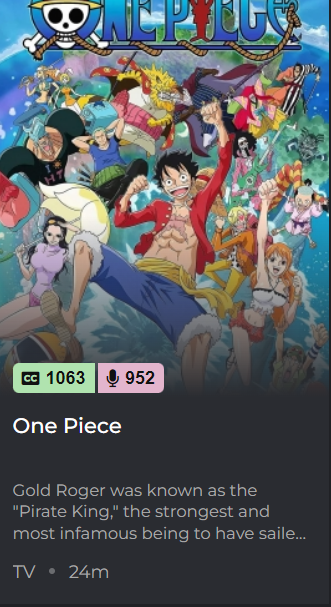 ONE PIECE
CC 1063 952
One Piece
Gold Roger was known as the
"Pirate King," the strongest and
most infamous being to have saile...
TV • 24m